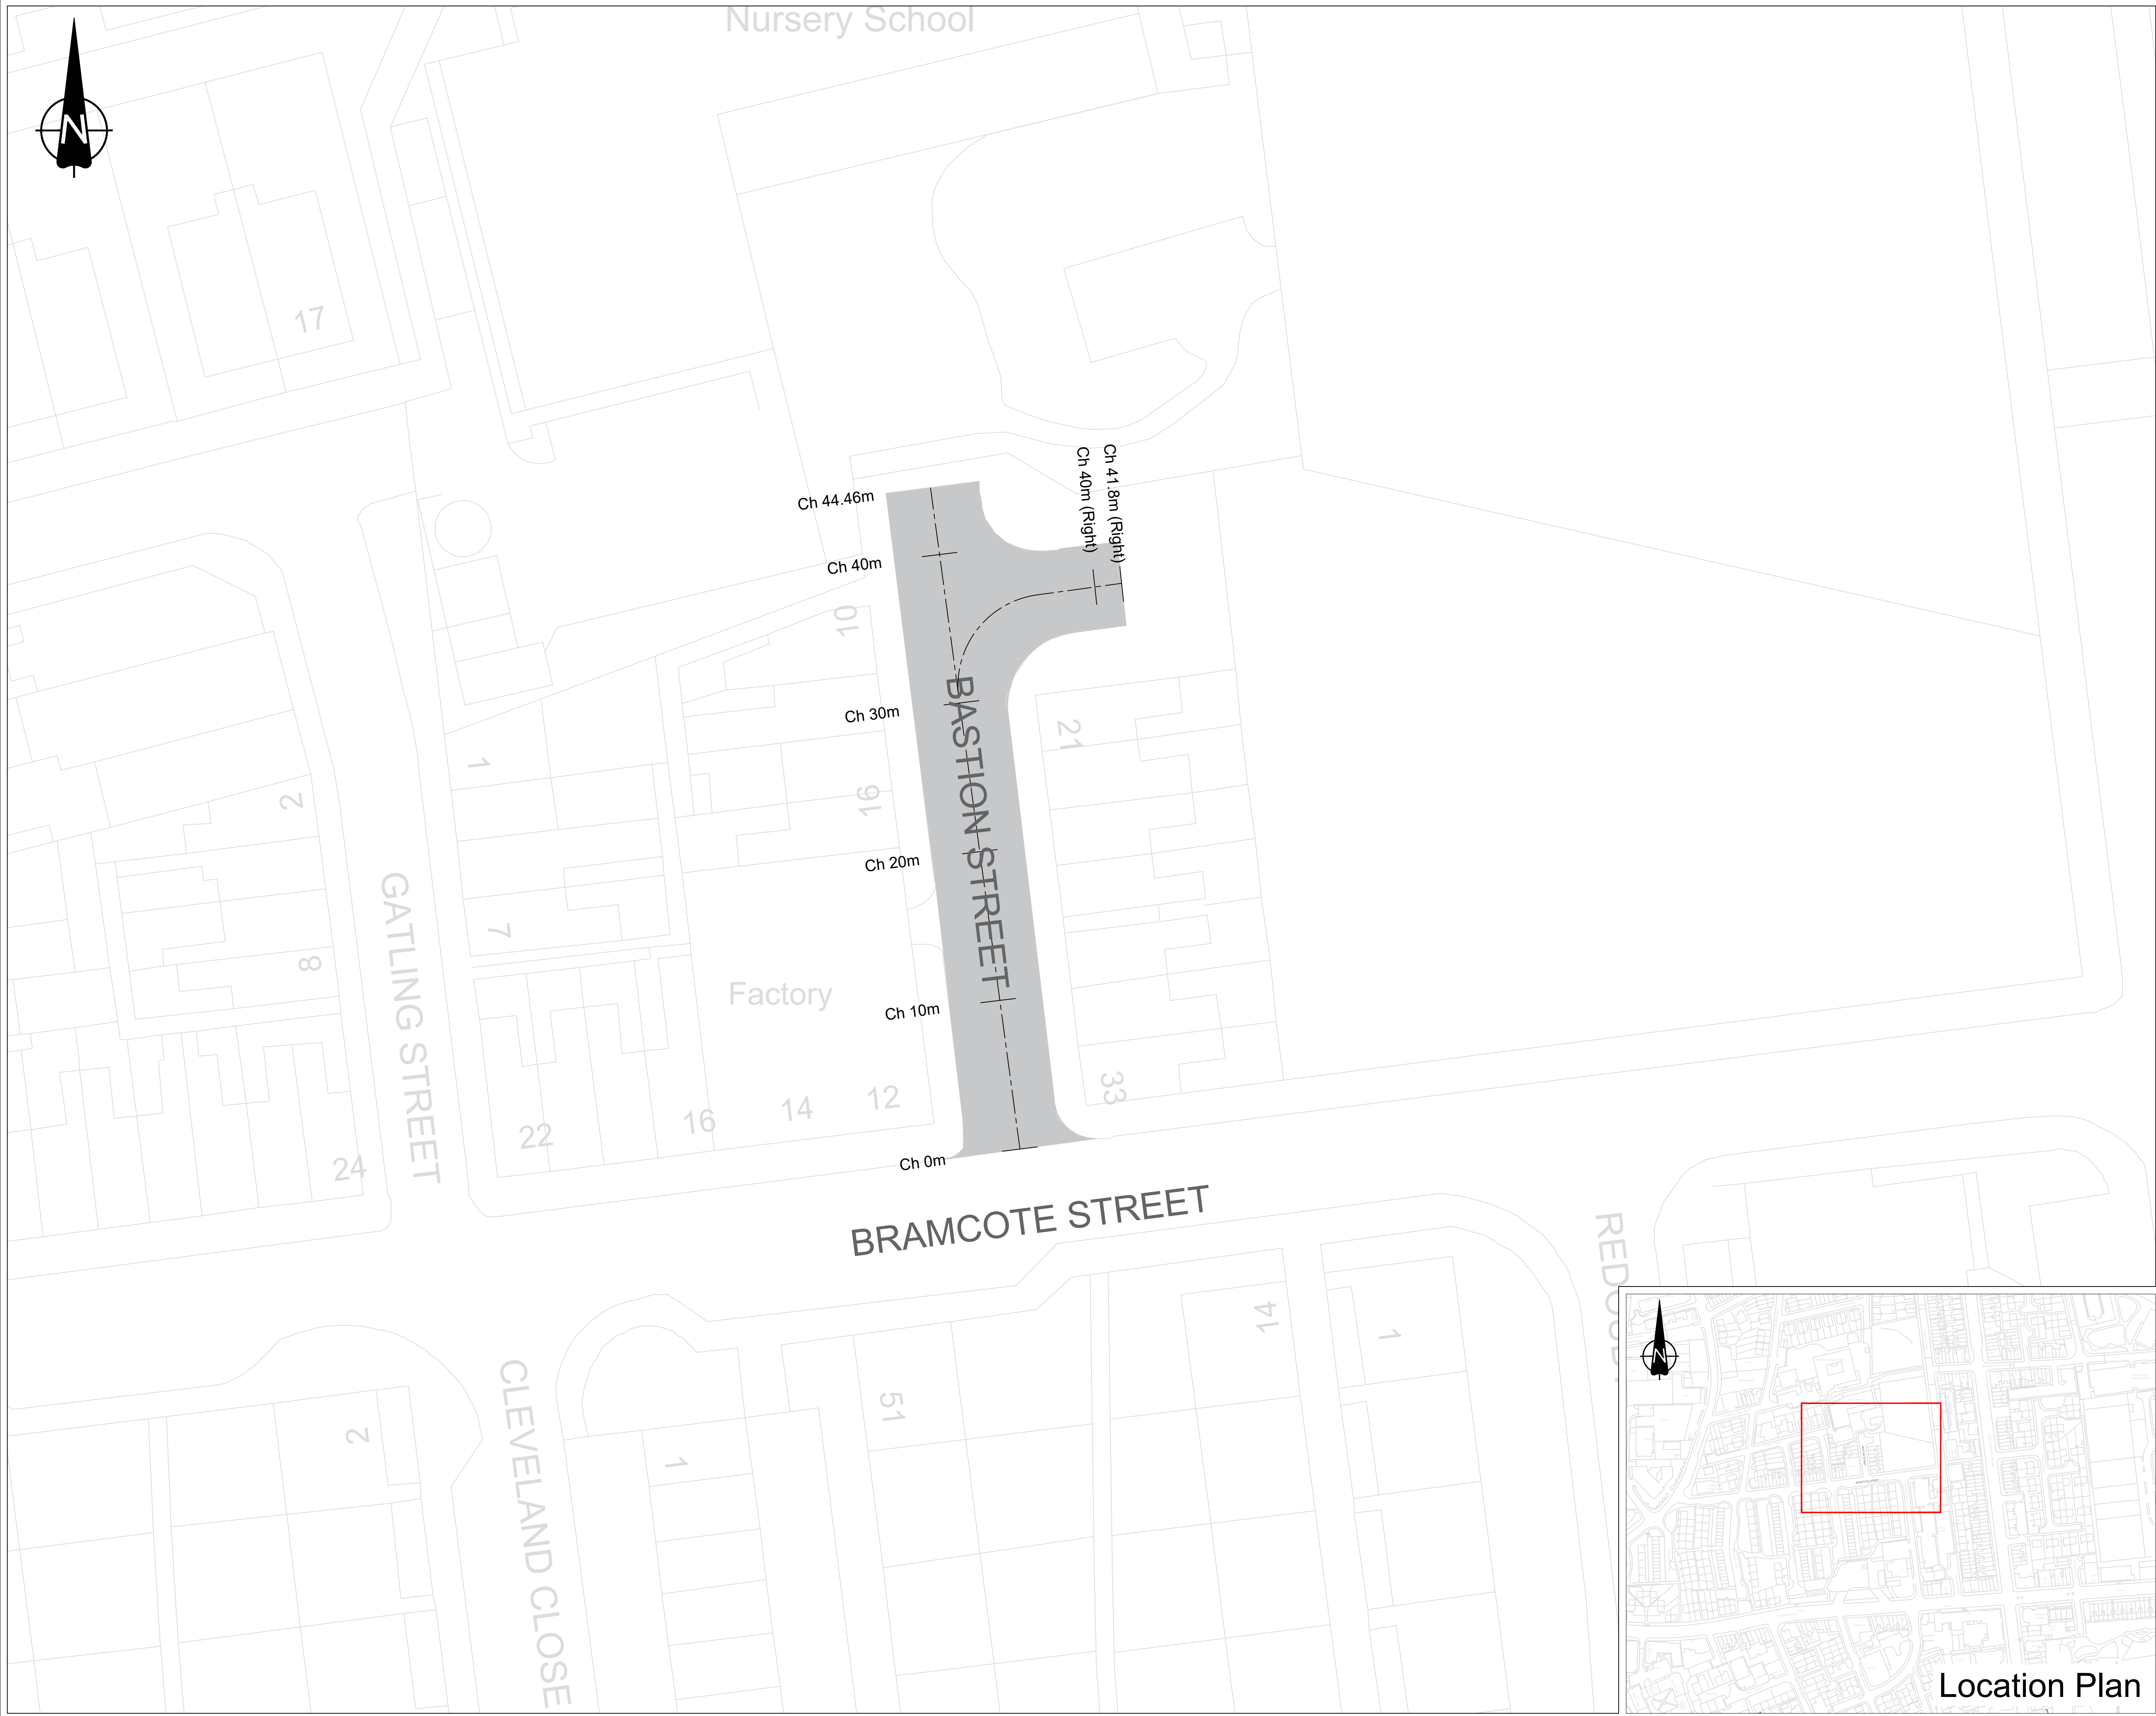 Nursery School
N
17
Ch 44.46m
Ch 40m (Right)
Ch 41.8m (Right)
Ch 40m
10
Ch 30m
21
1
16
2
BASTION STREET
Ch 20m
GATLING STREET
7
8
Factory
Ch 10m
33
12
14
16
22
24
Ch 0m
BRAMCOTE STREET
14
1
51
2
1
CLEVELAND CLOSE
N
Location Plan